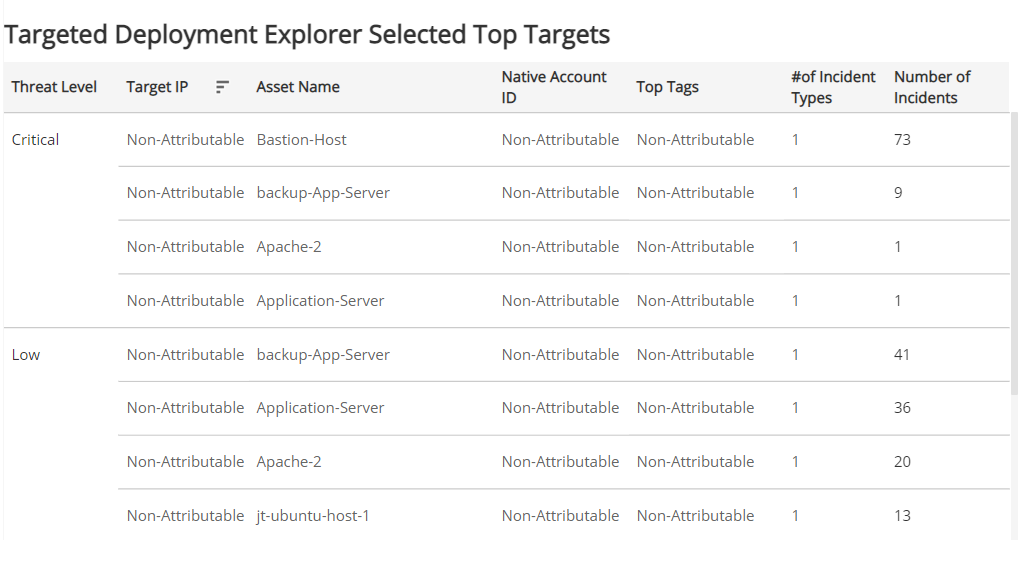 Targeted Deployment Explorer Selected Top Targets
Threat Level Target IP Asset Name Native Account ID Top Tags #of Incident Types Number of Incidents
Critical Non-Attributable Bastion-Host Non-Attributable Non-Attributable 1 73
Non-Attributable backup-App-Server Non-Attributable Non-Attributable 1 9
Non-Attributable Apache-2 Non-Attributable Non-Attributable 1 1
Non-Attributable Application-Server Non-Attributable Non-Attributable 1 1
Low Non-Attributable backup-App-Server Non-Attributable Non-Attributable 1 41
Non-Attributable Application-Server Non-Attributable Non-Attributable 1 36
Non-Attributable Apache-2 Non-Attributable Non-Attributable 1 20
Non-Attributable jt-ubuntu-host-1 Non-Attributable Non-Attributable 1 13